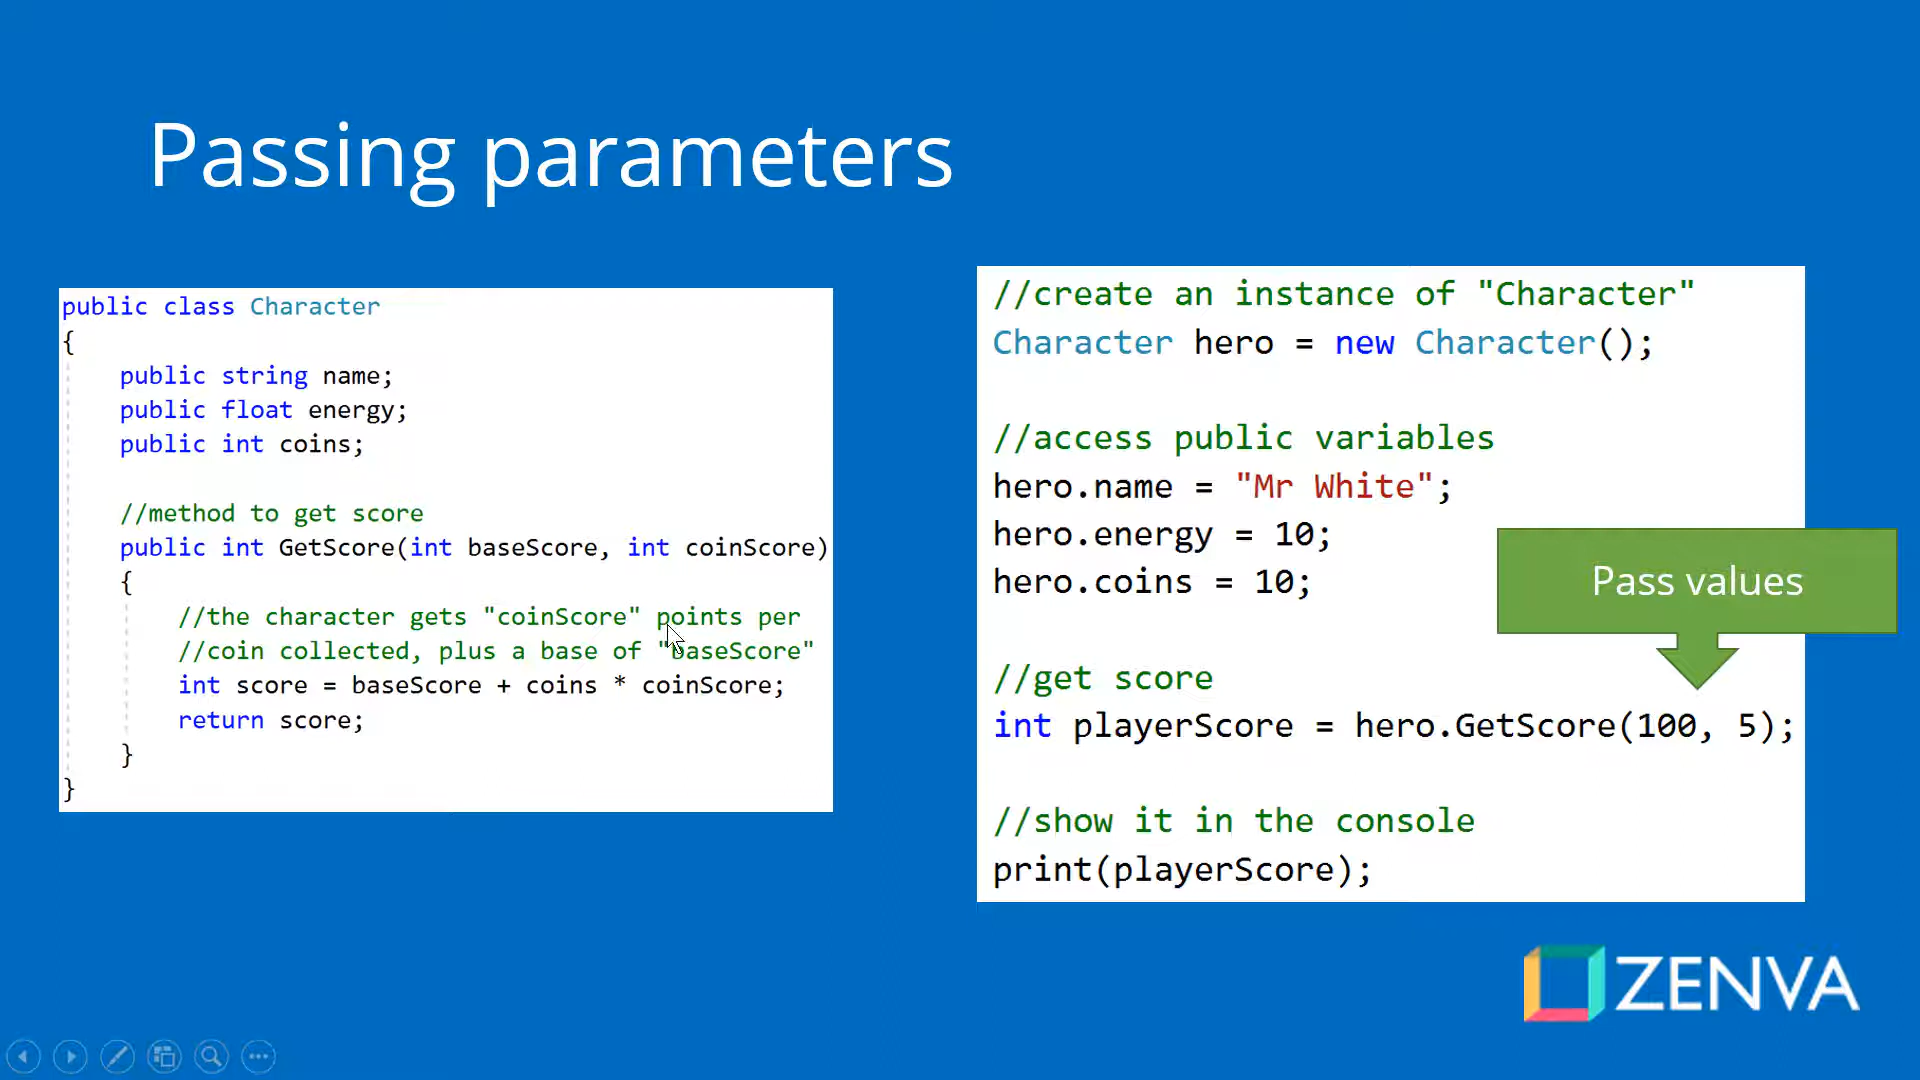 Passing parameters
public class Character
{
public string name;
public float energy;
public int coins;
//method to get score
public int GetScore(int baseScore, int coinScore)
{
//the character gets "coinScore" points per
//coin collected, plus a base of "baseScore"
int score = baseScore + coins * coinScore;
return score;
}
}
//create an instance of "Character"
Character hero = new Character();
//access public variables
hero.name = "Mr White";
hero.energy = 10;
hero.coins = 10;
Pass values
//get score
int playerScore = hero.GetScore(100, 5);
//show it in the console
print(playerScore);
ZENVA